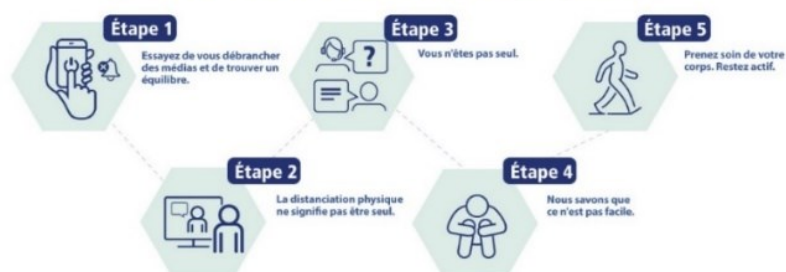 Étape 1
Essayez de vous débrancher
des médias et de trouver un
équilibre.
Étape 2
La distanciation physique
ne signifie pas être seul.
Étape 3
?
Vous n'êtes pas seul.
Étape 4
Nous savons que
ce n'est pas facile.
Étape 5
Prenez soin de votre
corps. Restez actif.